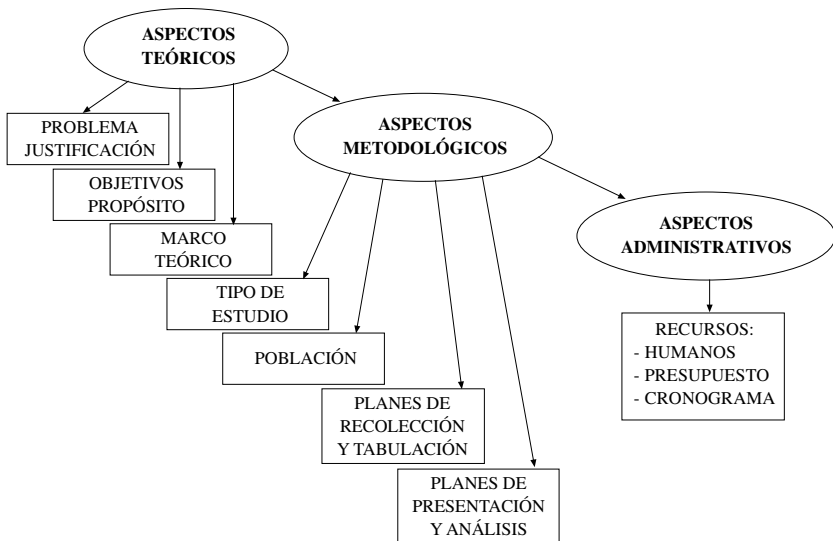 ASPECTOS
TEÓRICOS
PROBLEMA
JUSTIFICACIÓN
OBJETIVOS
PROPÓSITO
MARCO
TEÓRICO
ASPECTOS
METODOLÓGICOS
TIPO DE
ESTUDIO
POBLACIÓN
PLANES DE
RECOLECCIÓN
Y TABULACIÓN
PLANES DE
PRESENTACIÓN
Y ANÁLISIS
ASPECTOS
ADMINISTRATIVOS
RECURSOS:
- HUMANOS
- PRESUPUESTO
- CRONOGRAMA